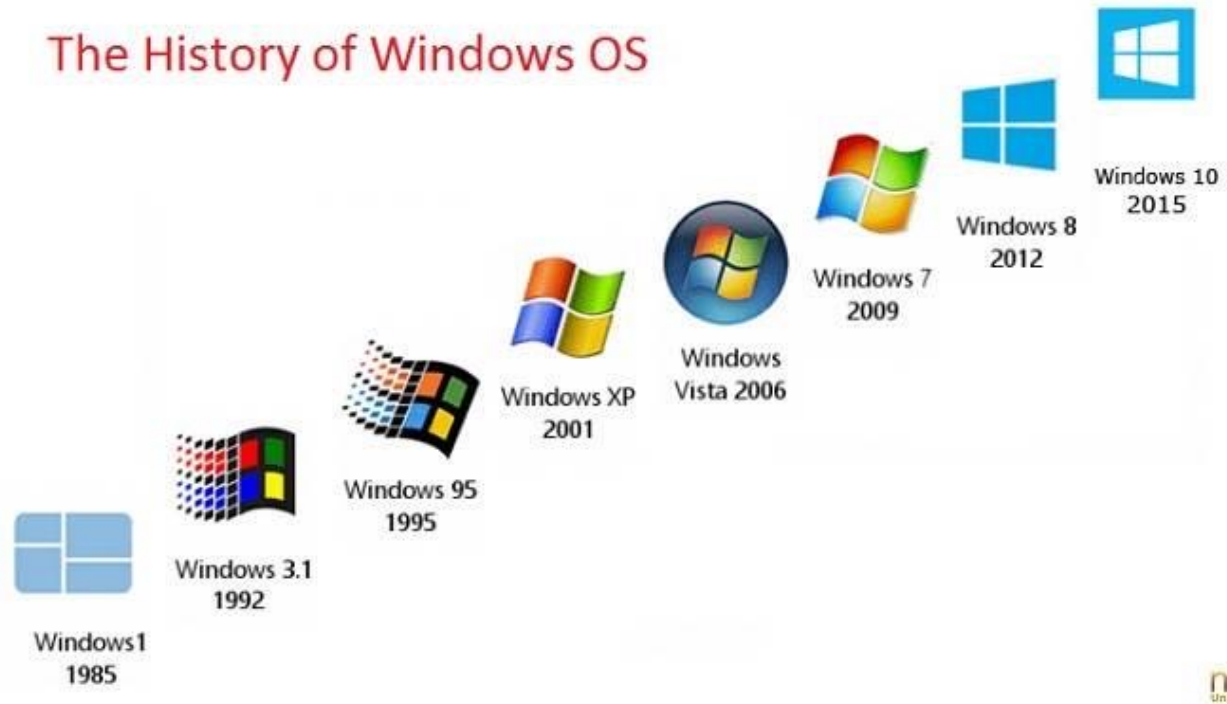 The History of Windows OS
Windows1
1985
Windows 3.1
1992
Windows 95
1995
Windows XP
2001
Windows
Vista 2006
Windows 7
2009
Windows 8
2012
Windows 10
2015
n
Un